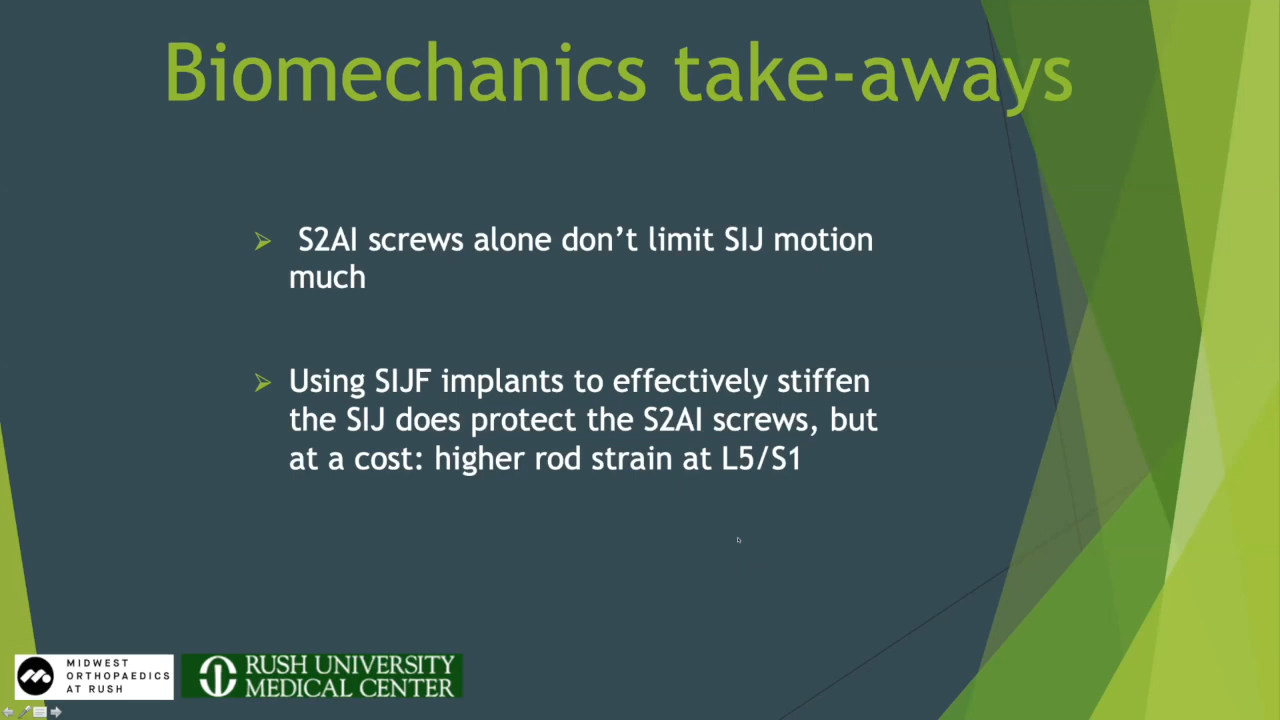 Biomechanics take-aways
S2AI screws alone don’t limit SIJ motion
much
Using SIJF implants to effectively stiffen
the SIJ does protect the S2AI screws, but
at a cost: higher rod strain at L5/S1
MIDWEST
ORTHOPAEDICS
AT RUSH
RUSH UNIVERSITY
MEDICAL CENTER